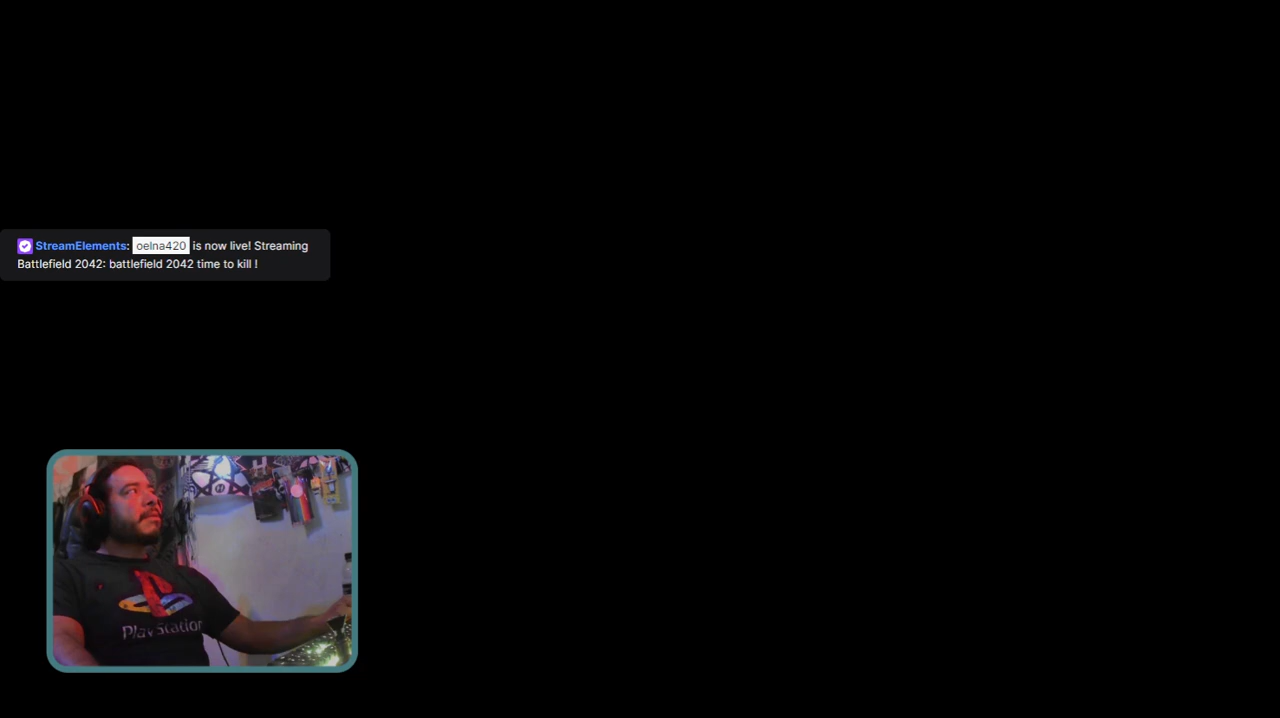 StreamElements: oelna420 is now live! Streaming
Battlefield 2042: battlefield 2042 time to kill !
PlayStation